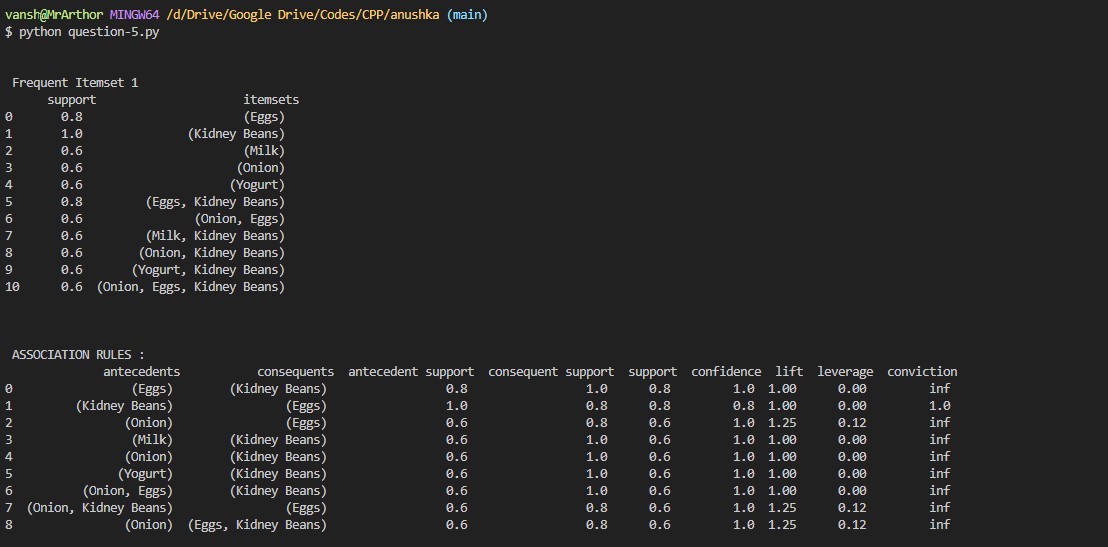 vansh@MrArthor MINGW64 /d/Drive/Google Drive/Codes/CPP/anushka (main)
$ python question-5.py
Frequent Itemset 1
support itemsets
0 0.8 (Eggs)
1 1.0 (Kidney Beans)
2 0.6 (Milk)
3 0.6 (Onion)
4 0.6 (Yogurt)
5 0.8 (Eggs, Kidney Beans)
6 0.6 (Onion, Eggs)
7 0.6 (Milk, Kidney Beans)
8 0.6 (Onion, Kidney Beans)
9 0.6 (Yogurt, Kidney Beans)
10 0.6 (Onion, Eggs, Kidney Beans)
ASSOCIATION RULES :
antecedents consequents antecedent support consequent support support confidence lift leverage conviction
0 (Eggs) (Kidney Beans) 0.8 1.0 0.8 1.0 1.00 0.00 inf
1 (Kidney Beans) (Eggs) 1.0 0.8 0.8 0.8 1.00 0.00 1.0
2 (Onion) (Eggs) 0.6 0.8 0.6 1.0 1.25 0.12 inf
3 (Milk) (Kidney Beans) 0.6 1.0 0.6 1.0 1.00 0.00 inf
4 (Onion) (Kidney Beans) 0.6 1.0 0.6 1.0 1.00 0.00 inf
5 (Yogurt) (Kidney Beans) 0.6 1.0 0.6 1.0 1.00 0.00 inf
6 (Onion, Eggs) (Kidney Beans) 0.6 1.0 0.6 1.0 1.00 0.00 inf
7 (Onion, Kidney Beans) (Eggs) 0.6 0.8 0.6 1.0 1.25 0.12 inf
8 (Onion) (Eggs, Kidney Beans) 0.6 0.8 0.6 1.0 1.25 0.12 inf